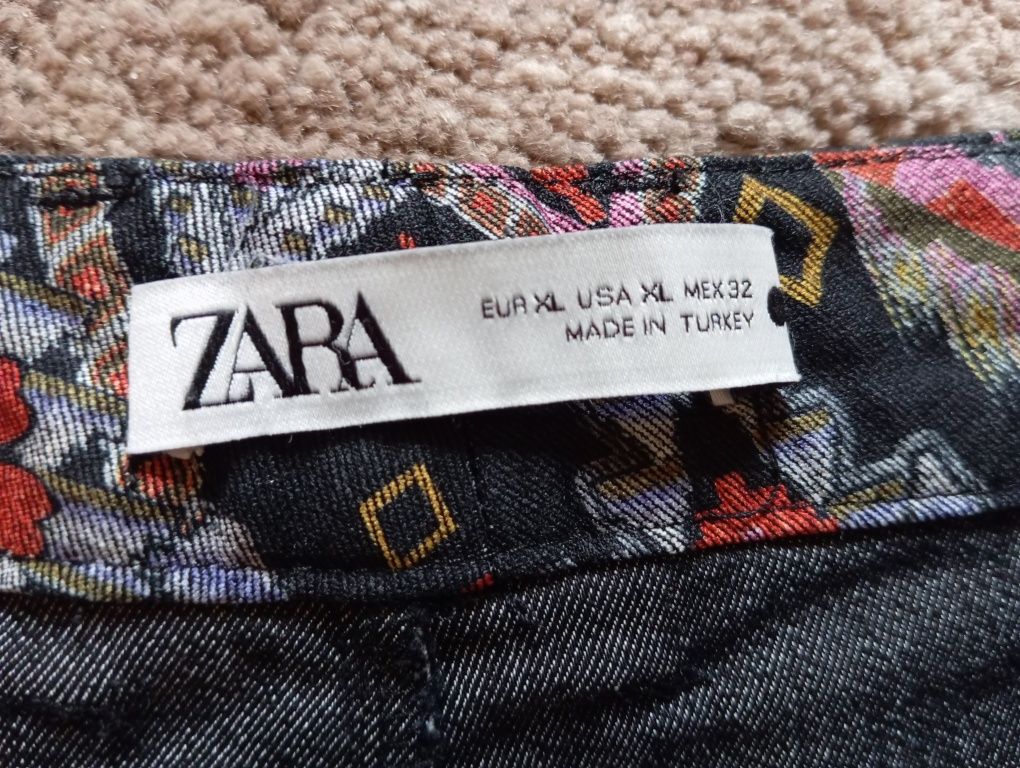 ZARA
EUR XL USA XL MEX 32
MADE IN TURKEY